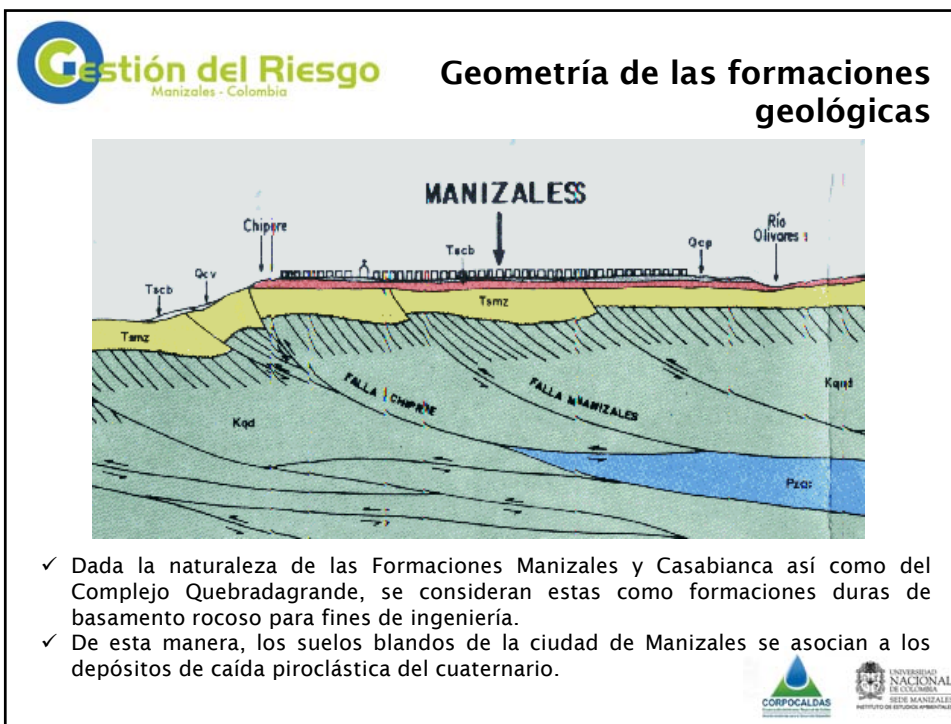 Gestión del Riesgo
Manizales - Colombia
Geometría de las formaciones
geológicas
MANIZALESS
Chipre
Río
Olivares
Tscb
Qcp
Qcv
Tscb
Tsmz
Tsmz
FALLA CHIPRE
FALLA MANIZALES
Kqd
✓ Dada la naturaleza de las Formaciones Manizales y Casabianca así como del
Complejo Quebradagrande, se consideran estas como formaciones duras de
basamento rocoso para fines de ingeniería.
✓ De esta manera, los suelos blandos de la ciudad de Manizales se asocian a los
depósitos de caída piroclástica del cuaternario.
CORPOCALDAS
UNIVERSIDAD
NACIONAL
DE COLOMBIA
SEDE MANIZALES
INSTITUTO DE ESTUDIOS AMBIENTALES